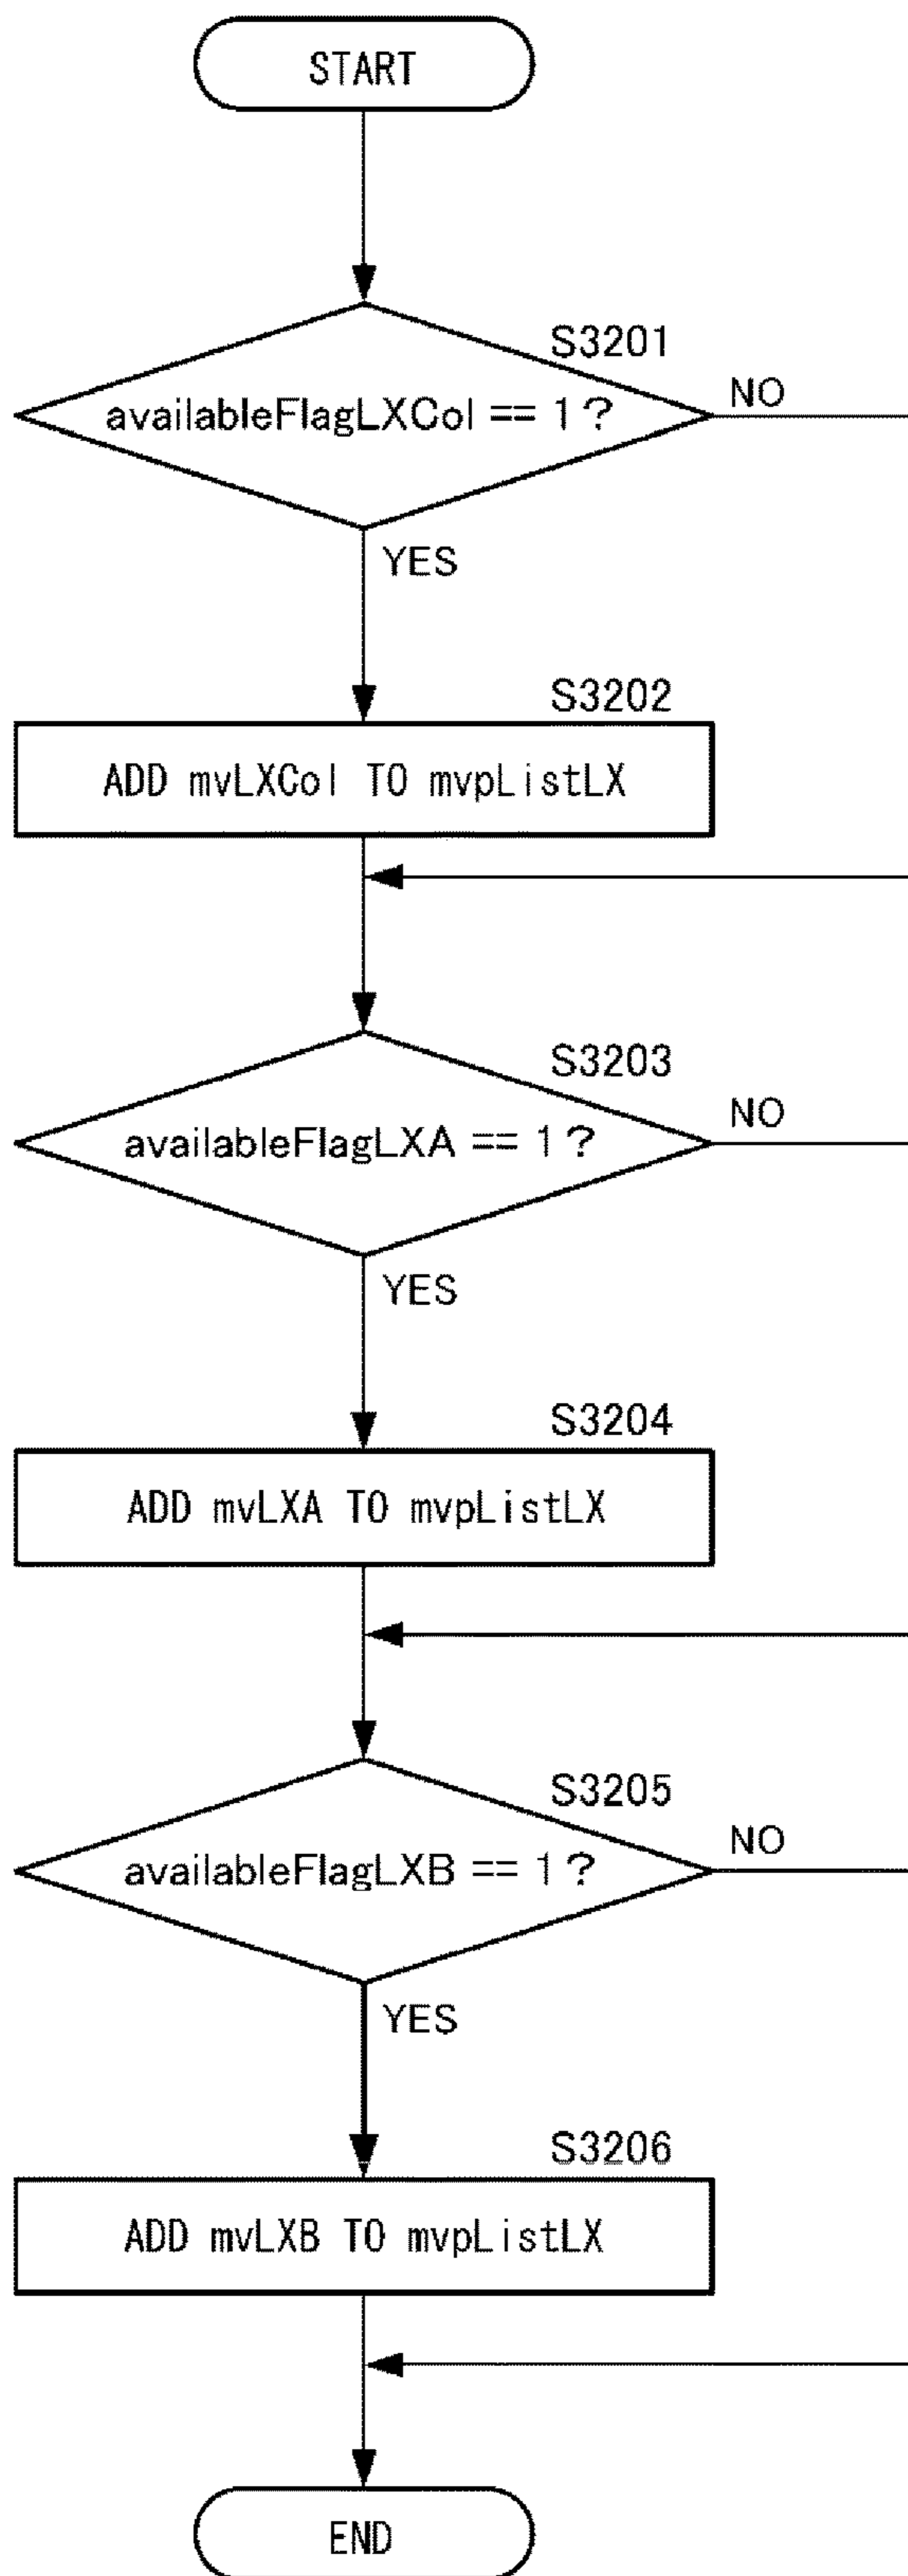 START
S3201
availableFlagLXCol == 1?
NO
YES
S3202
ADD mvLXCol TO mvpListLX
S3203
availableFlagLXA == 1?
NO
YES
S3204
ADD mvLXA TO mvpListLX
S3205
availableFlagLXB == 1?
NO
YES
S3206
ADD mvLXB TO mvpListLX
END